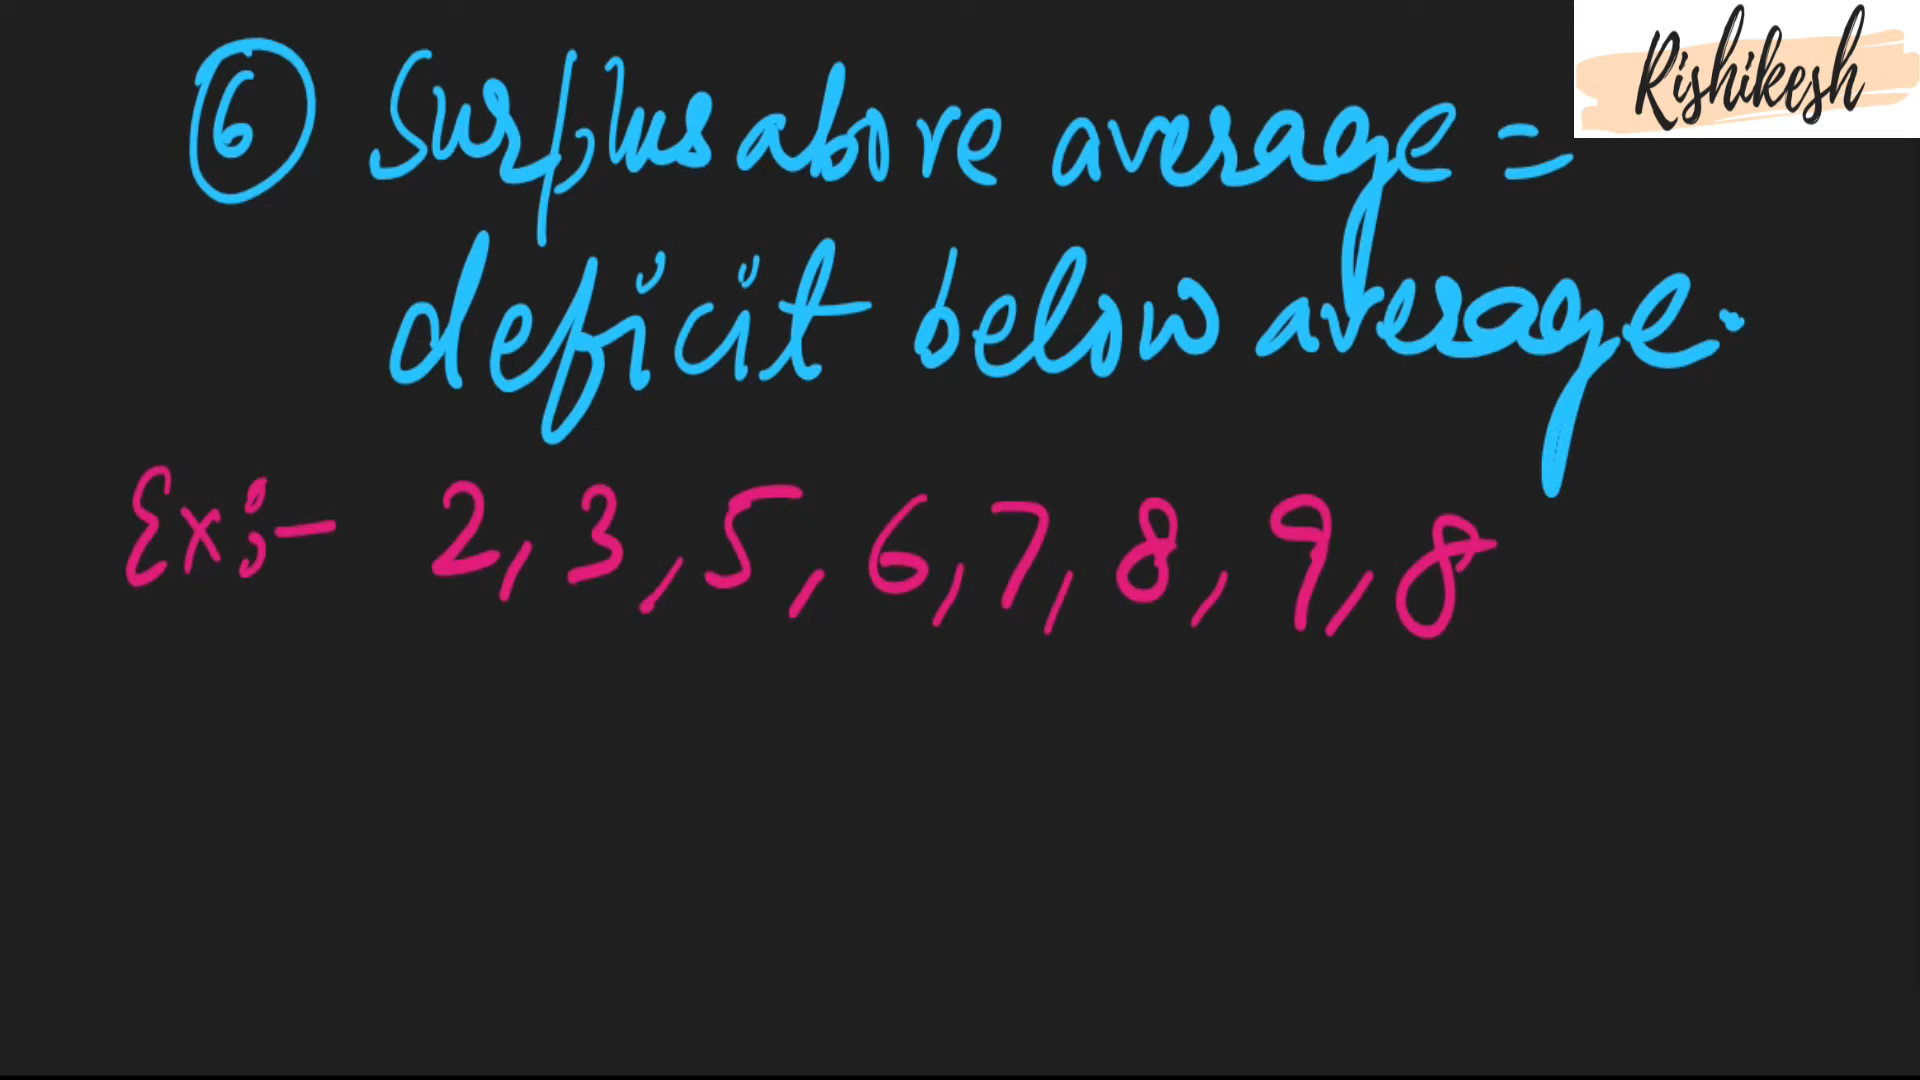 Rishikesh
6 Surplus above average =
deficit below average.
Ex:- 2, 3, 5, 6, 7, 8, 9, 8